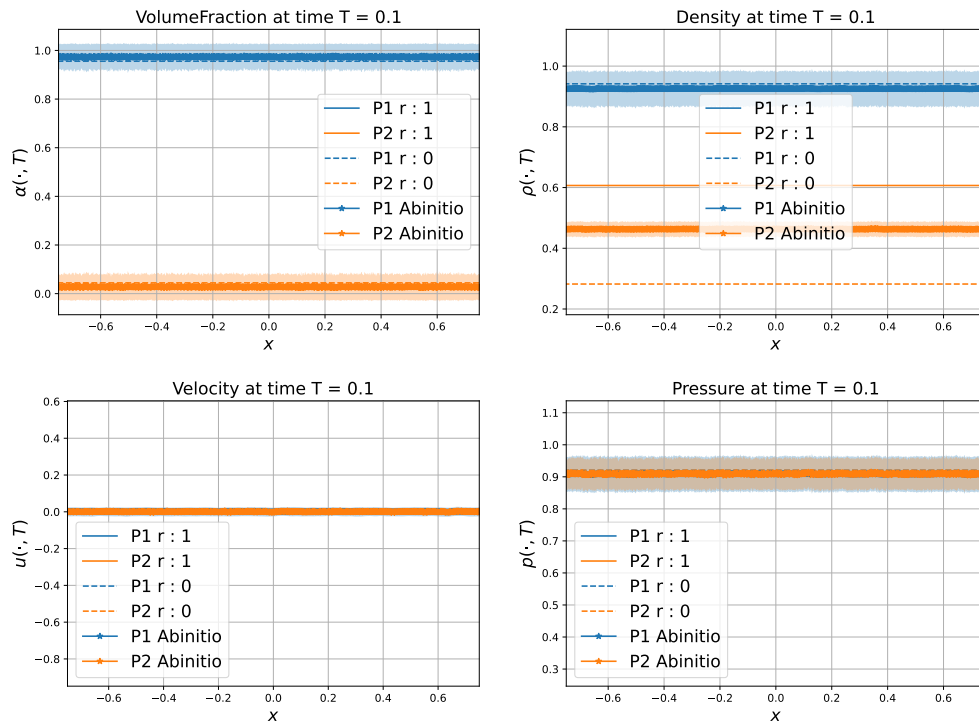 VolumeFraction at time T = 0.1
α(·, T)
1.0
0.8
0.6
0.4
0.2
0.0
P1 r : 1
P2 r : 1
P1 r : 0
P2 r : 0
P1 Abinitio
P2 Abinitio
−0.6 −0.4 −0.2 0.0 0.2 0.4 0.6
x
Density at time T = 0.1
ρ(·, T)
1.0
0.8
0.6
0.4
0.2
P1 r : 1
P2 r : 1
P1 r : 0
P2 r : 0
P1 Abinitio
P2 Abinitio
−0.6 −0.4 −0.2 0.0 0.2 0.4 0.6
x
Velocity at time T = 0.1
u(·, T)
0.6
0.4
0.2
0.0
−0.2
−0.4
−0.6
−0.8
P1 r : 1
P2 r : 1
P1 r : 0
P2 r : 0
P1 Abinitio
P2 Abinitio
−0.6 −0.4 −0.2 0.0 0.2 0.4 0.6
x
Pressure at time T = 0.1
p(·, T)
1.1
1.0
0.9
0.8
0.7
0.6
0.5
0.4
0.3
P1 r : 1
P2 r : 1
P1 r : 0
P2 r : 0
P1 Abinitio
P2 Abinitio
−0.6 −0.4 −0.2 0.0 0.2 0.4 0.6
x